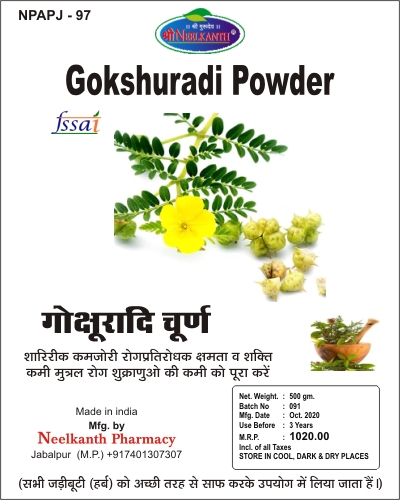 NPAPJ - 97
॥ श्री गुरूदेव ॥
श्री NEELKANTH
Gokshuradi Powder
fssai
गोक्षूरादि चूर्ण
शारिरीक कमजोरी रोगप्रतिरोधक क्षमता व शक्ति
कमी मुत्रल रोग शुक्राणुओ की कमी को पूरा करें
Net. Weight. : 500 gm.
Batch No : 091
Mfg. Date : Oct. 2020
Use Before : 3 Years
M.R.P. : 1020.00
Incl. of all Taxes
STORE IN COOL, DARK & DRY PLACES
Made in india
Mfg. by
Neelkanth Pharmacy
Jabalpur (M.P.) +917401307307
(सभी जड़ीबूटी (हर्ब) को अच्छी तरह से साफ करके उपयोग में लिया जाता हैं।)